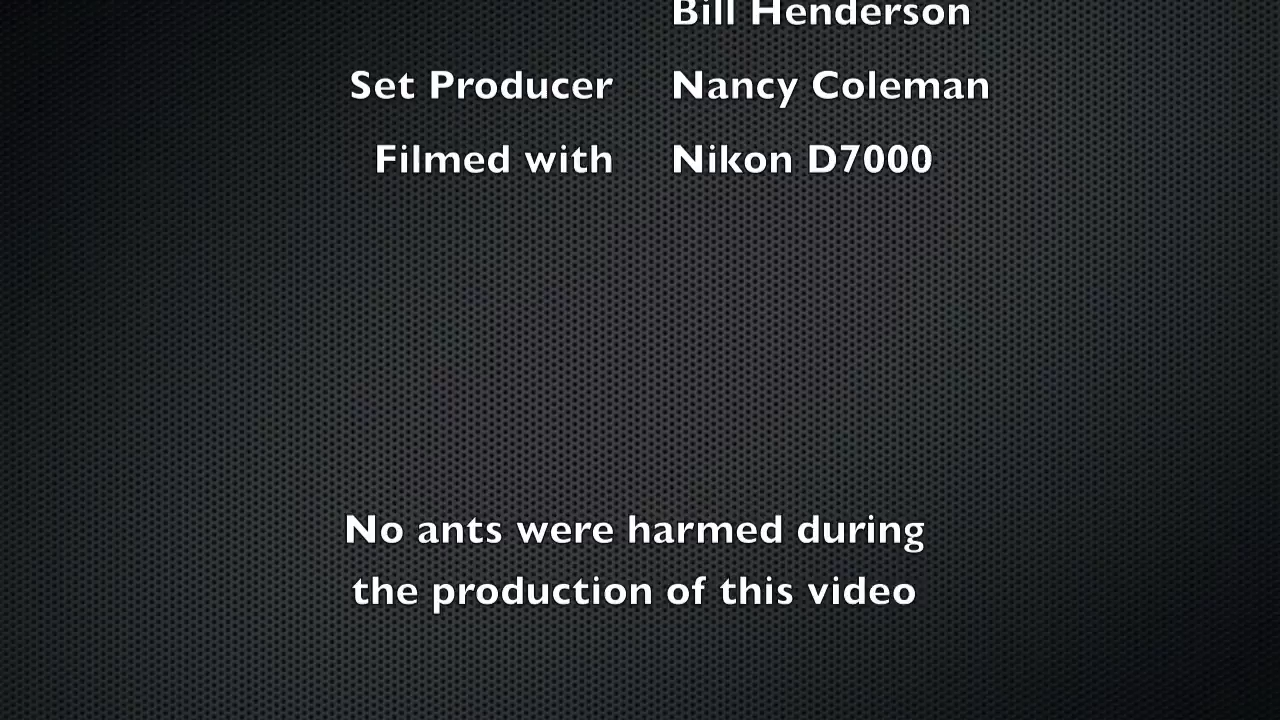 Bill Henderson
Set Producer Nancy Coleman
Filmed with Nikon D7000
No ants were harmed during
the production of this video